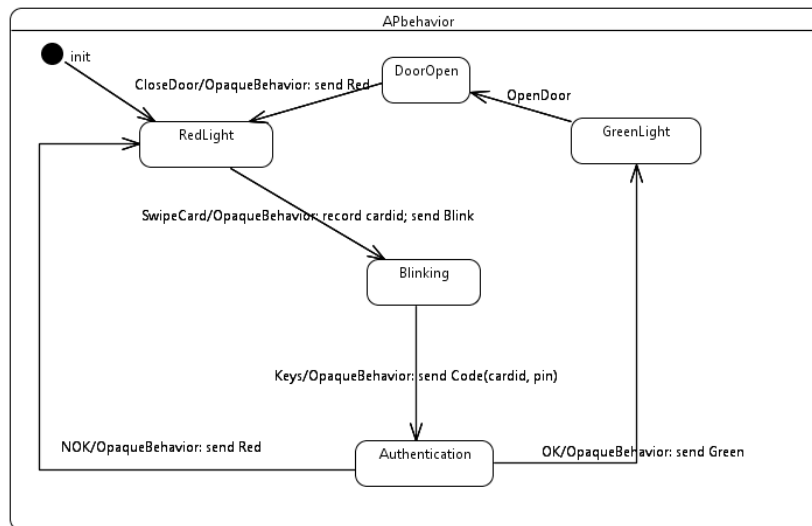 APbehavior
init
DoorOpen
CloseDoor/OpaqueBehavior: send Red
OpenDoor
RedLight
GreenLight
SwipeCard/OpaqueBehavior: record cardid; send Blink
Blinking
Keys/OpaqueBehavior: send Code(cardid, pin)
NOK/OpaqueBehavior: send Red
Authentication
OK/OpaqueBehavior: send Green